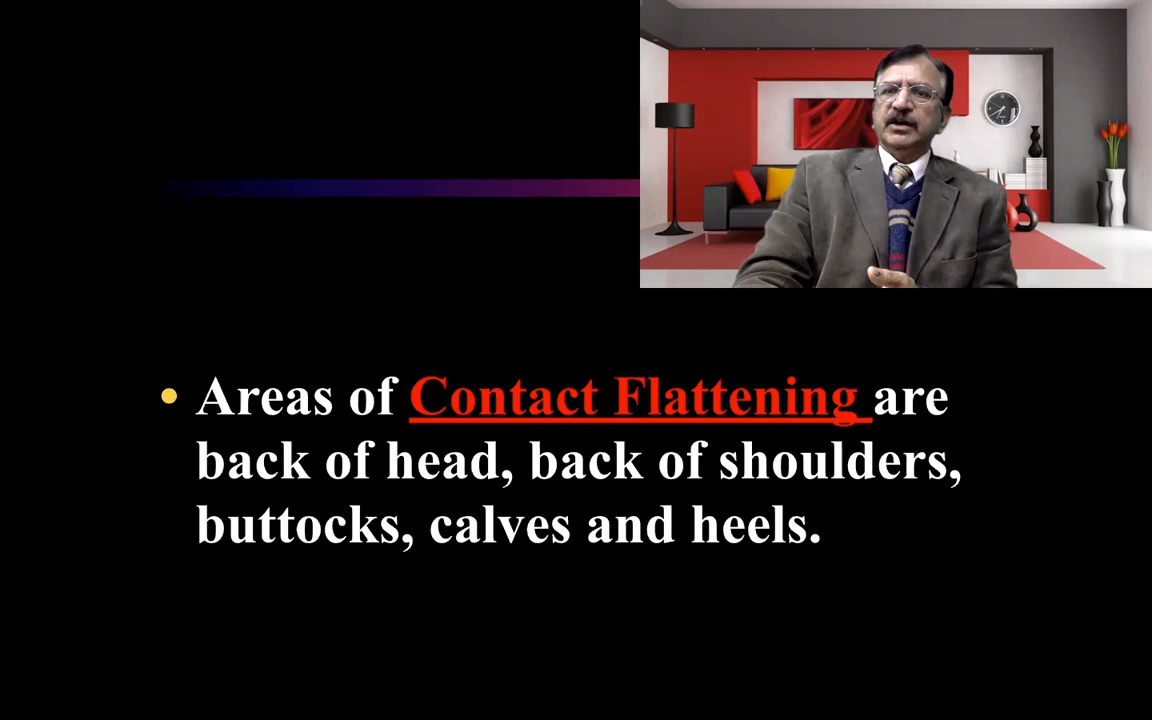 • Areas of Contact Flattening are
back of head, back of shoulders,
buttocks, calves and heels.